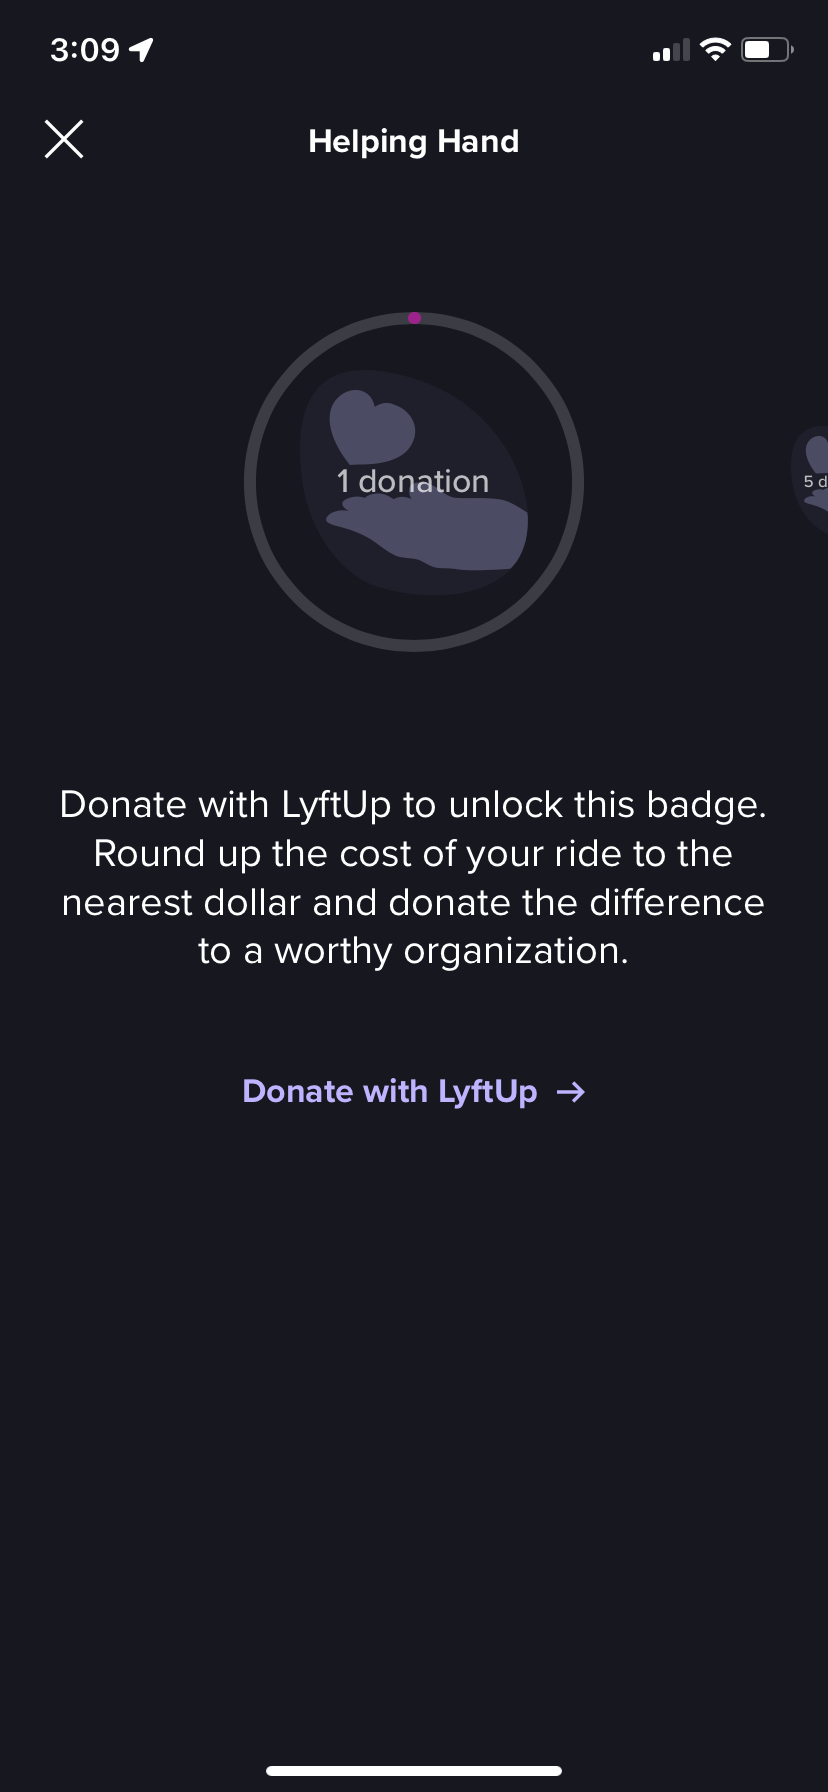 3:09
Helping Hand
1 donation
5 d
Donate with LyftUp to unlock this badge.
Round up the cost of your ride to the
nearest dollar and donate the difference
to a worthy organization.
Donate with LyftUp →